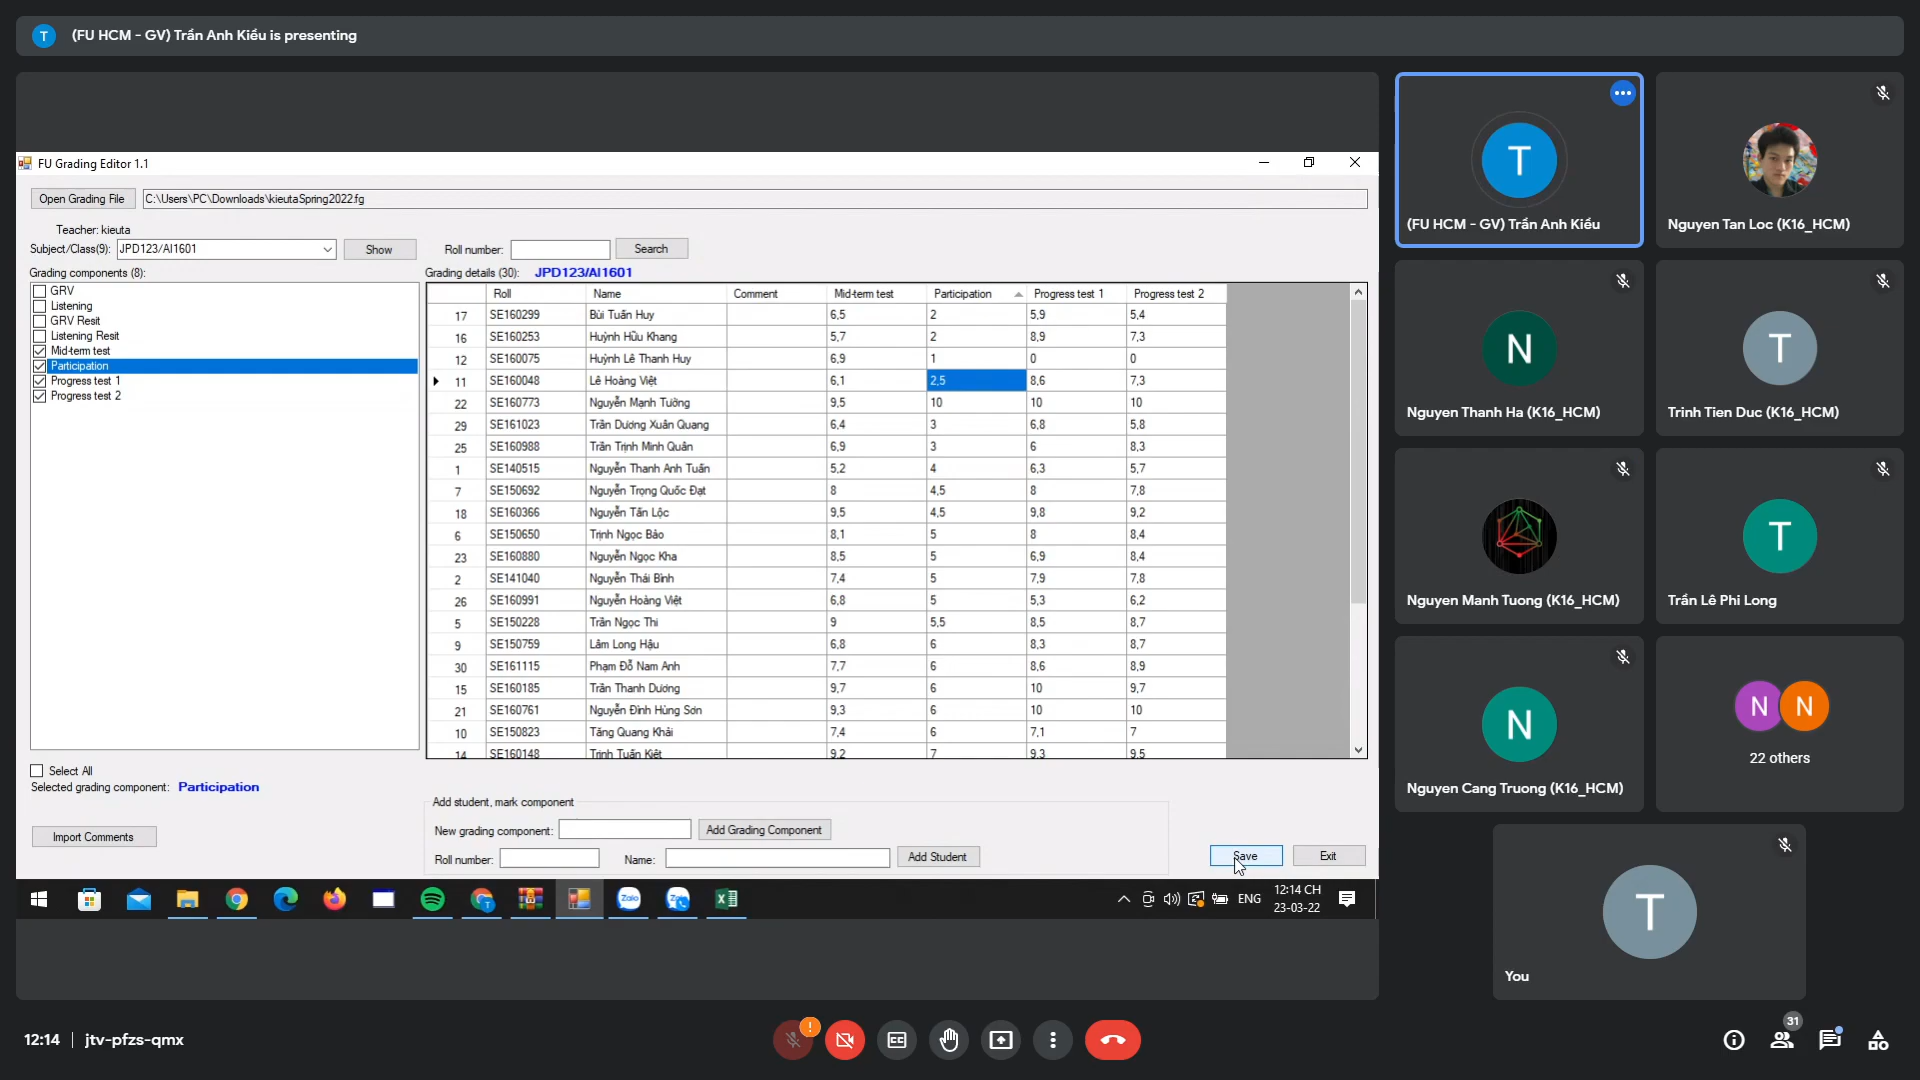 T (FU HCM - GV) Trần Anh Kiều is presenting
FU Grading Editor 1.1
Open Grading File C:\Users\PC\Downloads\kieutaSpring2022.fg
Teacher: kieuta
Subject/Class(9): JPD123/AI1601 Show Roll number: Search
Grading components (8): Grading details (30): JPD123/AI1601
GRV
Listening
GRV Resit
Listening Resit
Mid-term test
Participation
Progress test 1
Progress test 2
Roll Name Comment Mid-term test Participation Progress test 1 Progress test 2
17 SE160299 Bùi Tuấn Huy 6,5 2 5,9 5,4
16 SE160253 Huỳnh Hữu Khang 5,7 2 8,9 7,3
12 SE160075 Huỳnh Lê Thanh Huy 6,9 1 0 0
11 SE160048 Lê Hoàng Việt 6,1 2,5 8,6 7,3
22 SE160773 Nguyễn Mạnh Tường 9,5 10 10 10
29 SE161023 Trần Dương Xuân Quang 6,4 3 6,8 5,8
25 SE160988 Trần Trịnh Minh Quân 6,9 3 6 8,3
1 SE140515 Nguyễn Thanh Anh Tuấn 5,2 4 6,3 5,7
7 SE150692 Nguyễn Trọng Quốc Đạt 8 4,5 8 7,8
18 SE160366 Nguyễn Tấn Lộc 9,5 4,5 9,8 9,2
6 SE150650 Trịnh Ngọc Bảo 8,1 5 8 8,4
23 SE160880 Nguyễn Ngọc Kha 8,5 5 6,9 8,4
2 SE141040 Nguyễn Thái Bình 7,4 5 7,9 7,8
26 SE160991 Nguyễn Hoàng Việt 6,8 5 5,3 6,2
5 SE150228 Trần Ngọc Thi 9 5,5 8,5 8,7
9 SE150759 Lâm Long Hậu 6,8 6 8,3 8,7
30 SE161115 Phạm Đỗ Nam Anh 7,7 6 8,6 8,9
15 SE160185 Trần Thanh Dương 9,7 6 10 9,7
21 SE160761 Nguyễn Đình Hùng Sơn 9,3 6 10 10
10 SE150823 Tăng Quang Khải 7,4 6 7,1 7
14 SE160148 Trịnh Tuấn Kiệt 9,2 7 9,3 9,5
Select All
Selected grading component: Participation
Import Comments
Add student, mark component
New grading component: Add Grading Component
Roll number: Name: Add Student
Save Exit
Zalo
ENG
12:14 CH
23-03-22
T
(FU HCM - GV) Trần Anh Kiều
Nguyen Tan Loc (K16_HCM)
N
Nguyen Thanh Ha (K16_HCM)
T
Trinh Tien Duc (K16_HCM)
Nguyen Manh Tuong (K16_HCM)
T
Trần Lê Phi Long
N
Nguyen Cang Truong (K16_HCM)
N N
22 others
T
You
12:14 | jtv-pfzs-qmx
!
CC
31